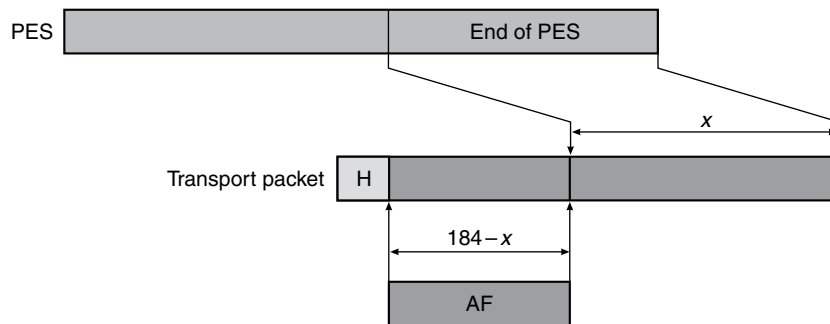 PES
End of PES
x
Transport packet
H
184–x
AF